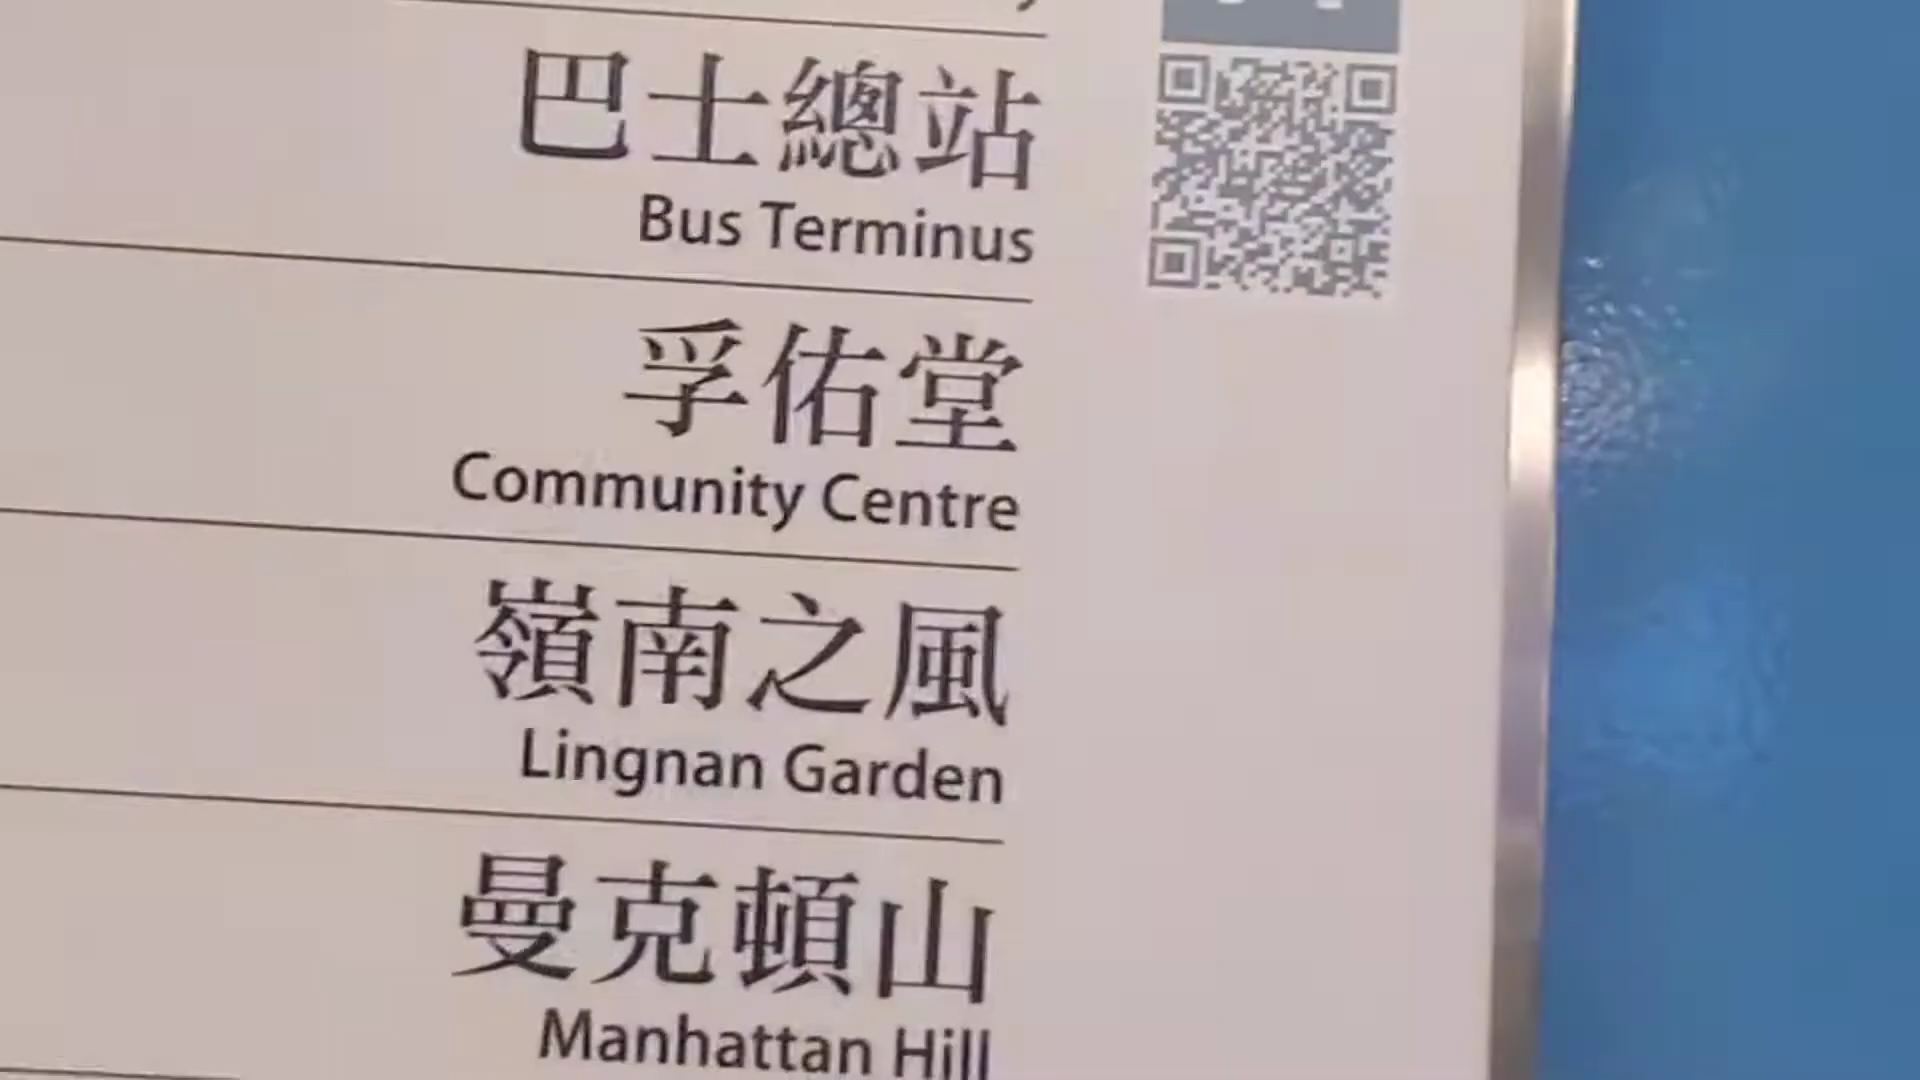 巴士總站
Bus Terminus
孚佑堂
Community Centre
嶺南之風
Lingnan Garden
曼克頓山
Manhattan Hill